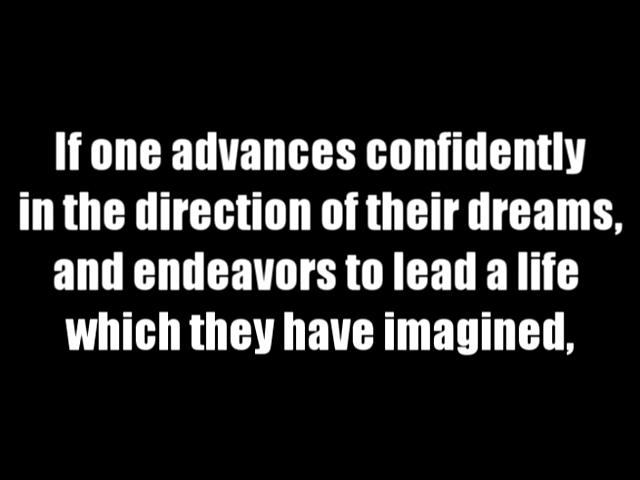 If one advances confidently
in the direction of their dreams,
and endeavors to lead a life
which they have imagined,